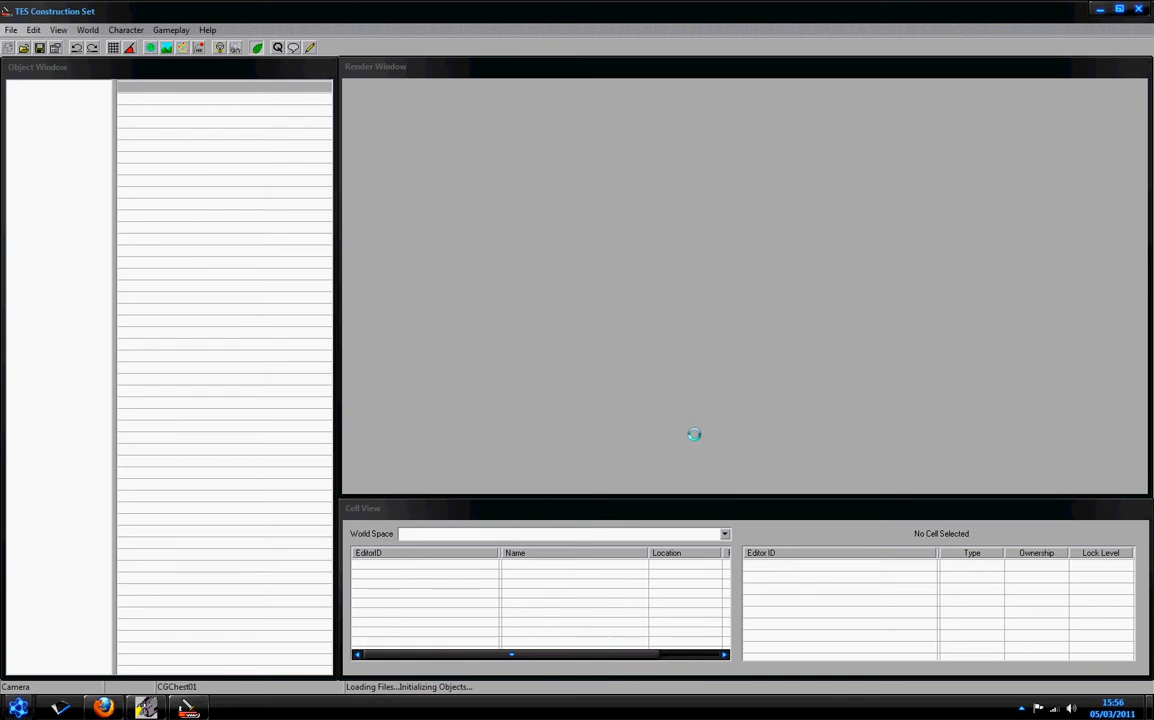 TES Construction Set
File Edit View World Character Gameplay Help
Object Window
Render Window
Cell View
World Space
No Cell Selected
EditorID Name Location
Editor ID Type Ownership Lock Level
Camera CGChest01 Loading Files...Initializing Objects...
15:56
05/03/2011